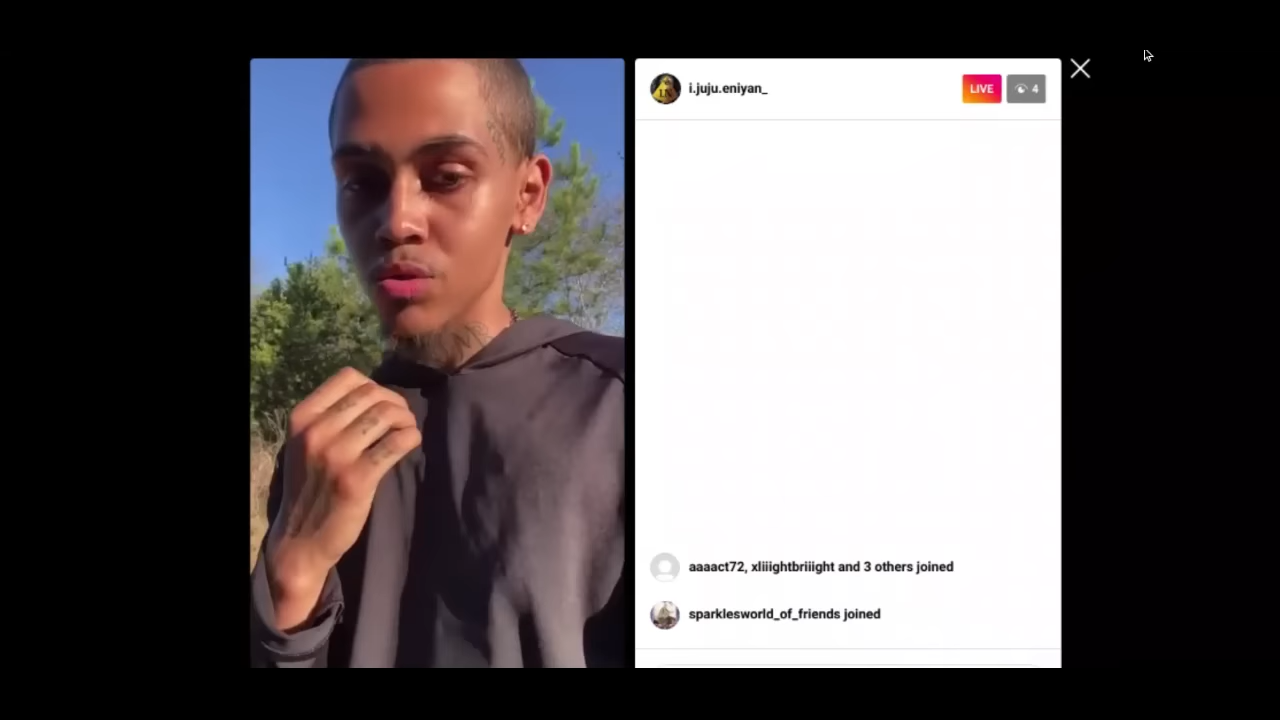 i.juju.eniyan_
LIVE
4
aaaact72, xliiightbriiight and 3 others joined
sparklesworld_of_friends joined